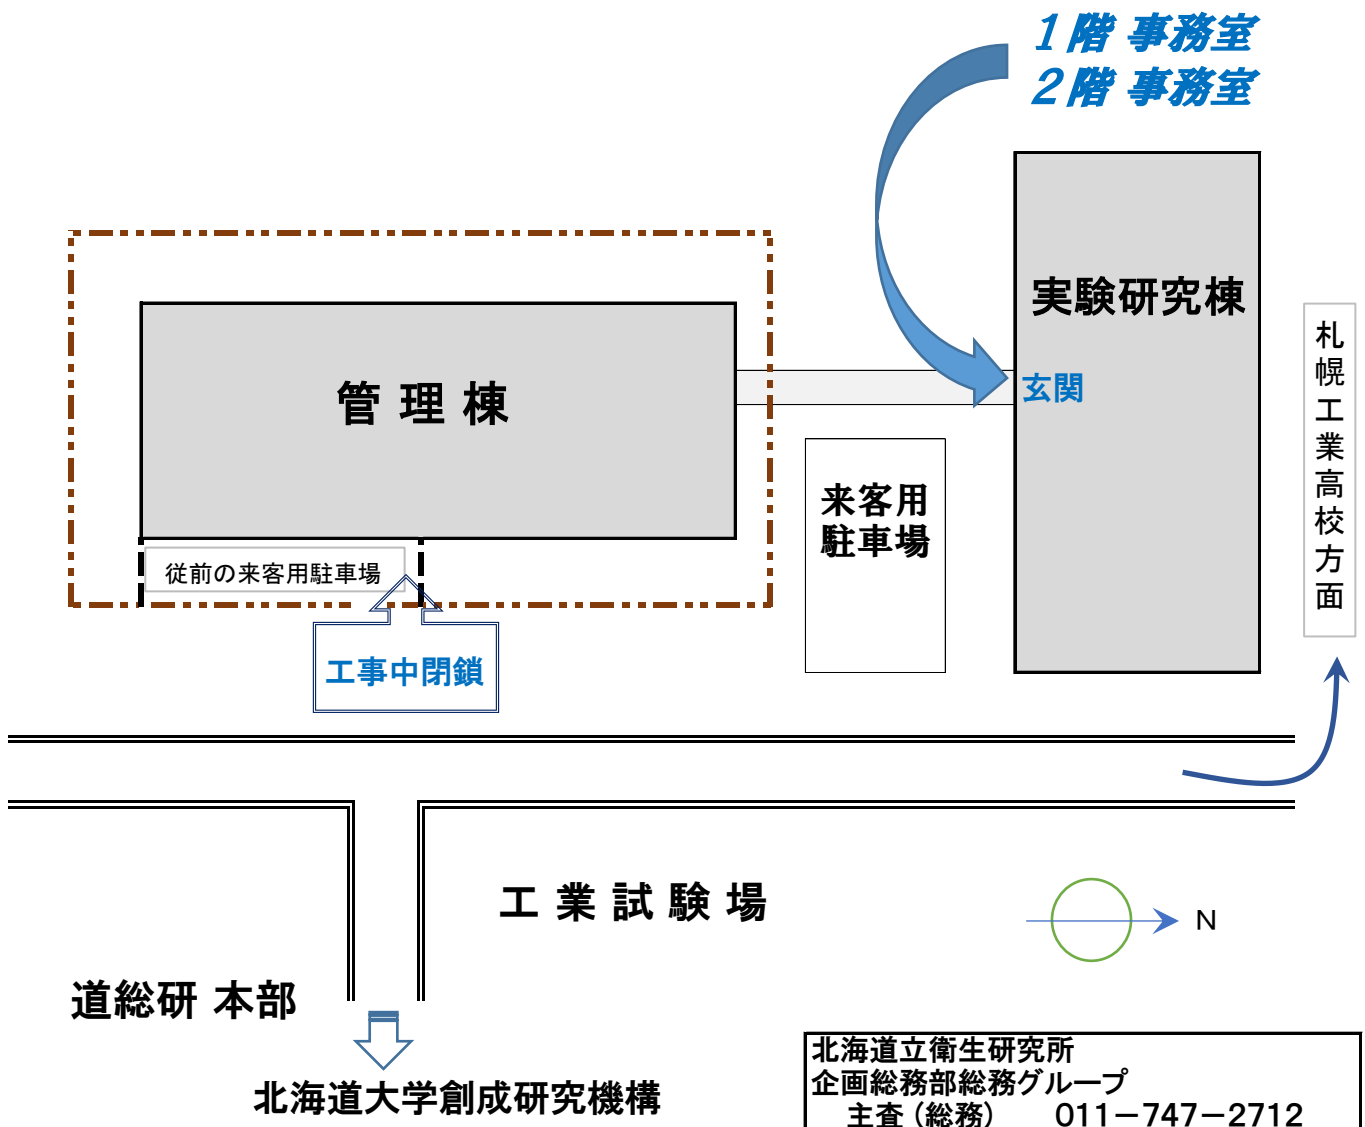 1階 事務室
2階 事務室
実験研究棟
玄関
管理棟
来客用
駐車場
従前の来客用駐車場
工事中閉鎖
札幌工業高校方面
工業試験場
N
道総研 本部
北海道大学創成研究機構
北海道立衛生研究所
企画総務部総務グループ
主査（総務） 011－747－2712